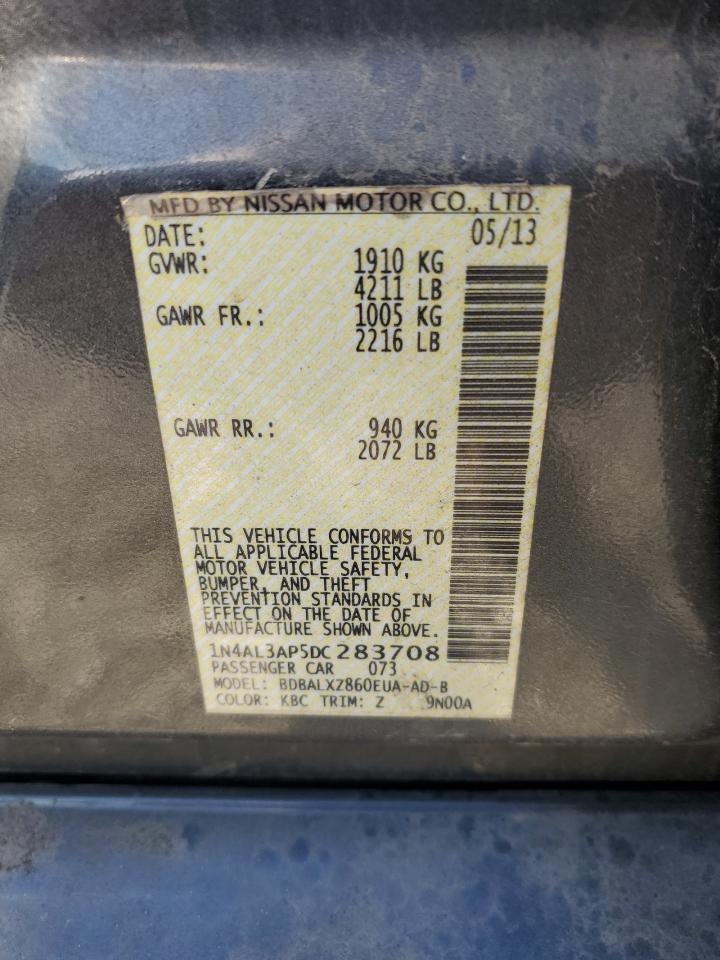 MFD BY NISSAN MOTOR CO., LTD.
DATE: 05/13
GVWR: 1910 KG
4211 LB
GAWR FR.: 1005 KG
2216 LB
GAWR RR.: 940 KG
2072 LB
THIS VEHICLE CONFORMS TO
ALL APPLICABLE FEDERAL
MOTOR VEHICLE SAFETY,
BUMPER, AND THEFT
PREVENTION STANDARDS IN
EFFECT ON THE DATE OF
MANUFACTURE SHOWN ABOVE.
1N4AL3AP5DC283708
PASSENGER CAR 073
MODEL: BDBALXZ860EUA-AD-B
COLOR: KBC TRIM: Z 9N00A